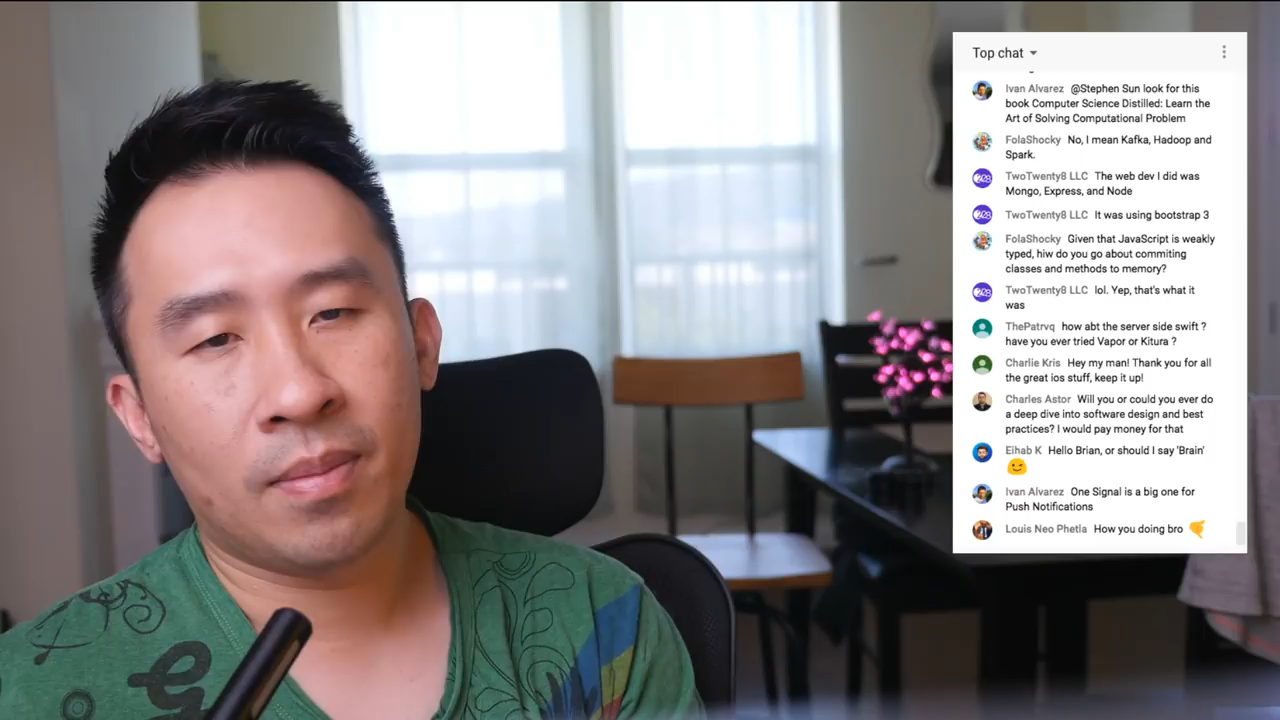 Top chat
Ivan Alvarez @Stephen Sun look for this
book Computer Science Distilled: Learn the
Art of Solving Computational Problem
FolaShocky No, I mean Kafka, Hadoop and
Spark.
TwoTwenty8 LLC The web dev I did was
Mongo, Express, and Node
TwoTwenty8 LLC It was using bootstrap 3
FolaShocky Given that JavaScript is weakly
typed, hiw do you go about commiting
classes and methods to memory?
TwoTwenty8 LLC lol. Yep, that's what it
was
ThePatrvq how abt the server side swift ?
have you ever tried Vapor or Kitura ?
Charlie Kris Hey my man! Thank you for all
the great ios stuff, keep it up!
Charles Astor Will you or could you ever do
a deep dive into software design and best
practices? I would pay money for that
Eihab K Hello Brian, or should I say 'Brain'
Ivan Alvarez One Signal is a big one for
Push Notifications
Louis Neo Phetla How you doing bro